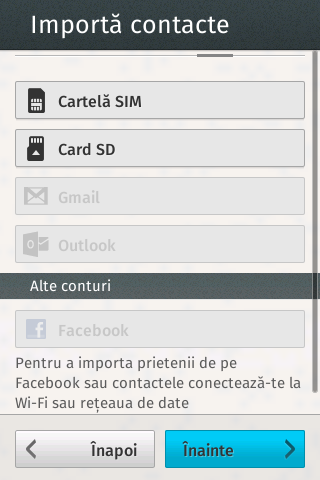 Importă contacte
Cartelă SIM
Card SD
Gmail
Outlook
Alte conturi
Facebook
Pentru a importa prietenii de pe
Facebook sau contactele conectează-te la
Wi-Fi sau rețeaua de date
Înapoi
Înainte